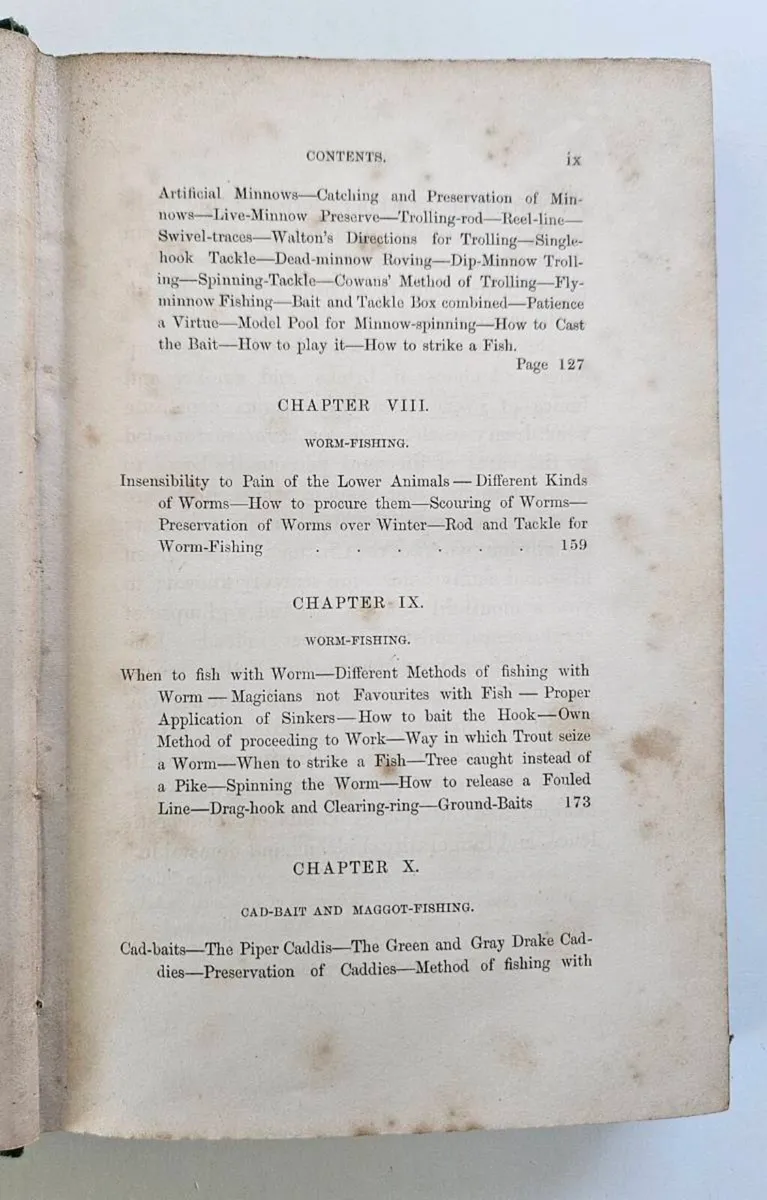 CONTENTS. ix
Artificial Minnows—Catching and Preservation of Min-
nows—Live-Minnow Preserve—Trolling-rod—Reel-line—
Swivel-traces—Walton's Directions for Trolling—Single-
hook Tackle—Dead-minnow Roving—Dip-Minnow Troll-
ing—Spinning-Tackle—Cowans' Method of Trolling—Fly-
minnow Fishing—Bait and Tackle Box combined—Patience
a Virtue—Model Pool for Minnow-spinning—How to Cast
the Bait—How to play it—How to strike a Fish.
Page 127
CHAPTER VIII.
WORM-FISHING.
Insensibility to Pain of the Lower Animals—Different Kinds
of Worms—How to procure them—Scouring of Worms—
Preservation of Worms over Winter—Rod and Tackle for
Worm-Fishing . . . . . . 159
CHAPTER IX.
WORM-FISHING.
When to fish with Worm—Different Methods of fishing with
Worm—Magicians not Favourites with Fish—Proper
Application of Sinkers—How to bait the Hook—Own
Method of proceeding to Work—Way in which Trout seize
a Worm—When to strike a Fish—Tree caught instead of
a Pike—Spinning the Worm—How to release a Fouled
Line—Drag-hook and Clearing-ring—Ground-Baits 173
CHAPTER X.
CAD-BAIT AND MAGGOT-FISHING.
Cad-baits—The Piper Caddis—The Green and Gray Drake Cad-
dies—Preservation of Caddies—Method of fishing with